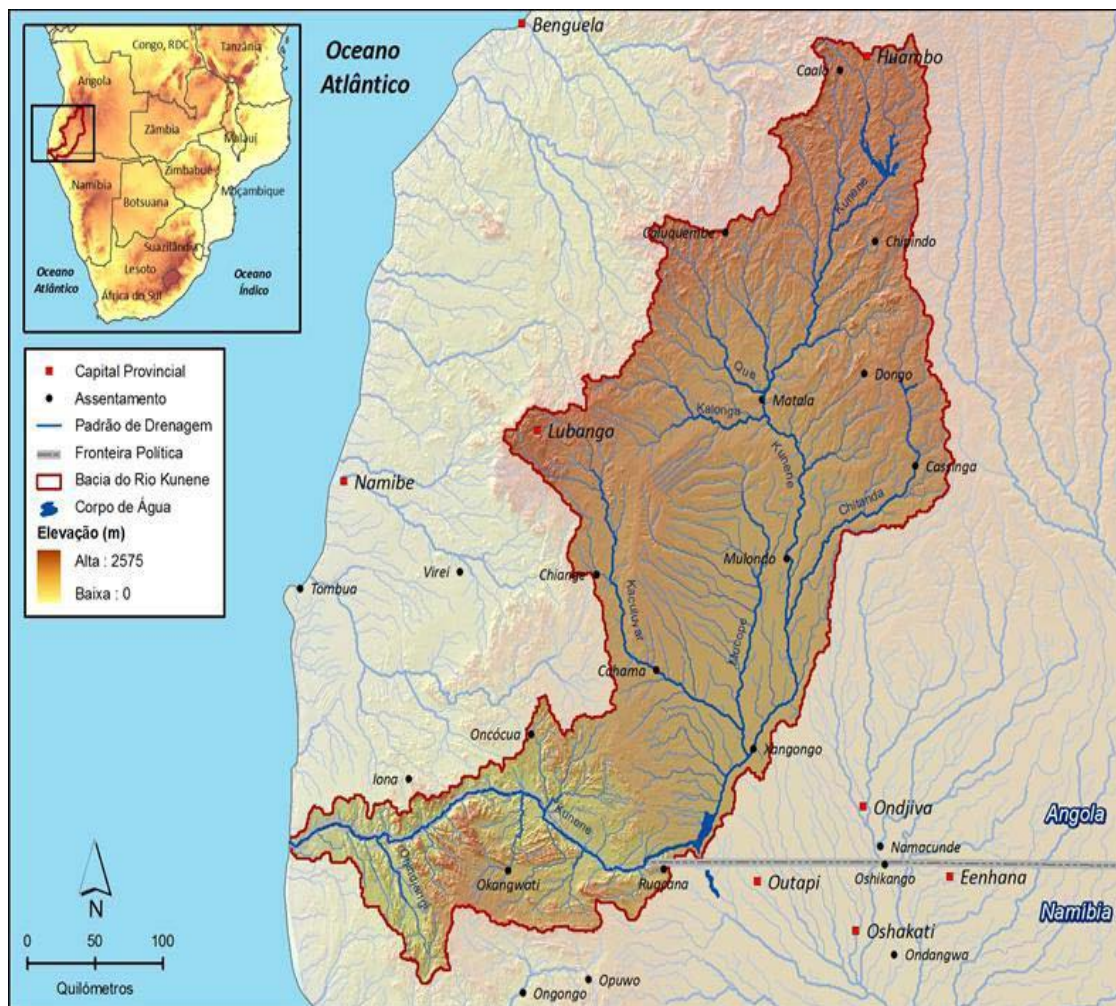 Congo, RDC
Tanzânia
Angola
Zâmbia
Malauí
Zimbabué
Moçambique
Namíbia
Botsuana
Suazilândia
Lesoto
África do Sul
Oceano
Atlântico
Oceano
Índico
Capital Provincial
Assentamento
Padrão de Drenagem
Fronteira Política
Bacia do Rio Kunene
Corpo de Água
Elevação (m)
Alta : 2575
Baixa : 0
Oceano
Atlântico
Benguela
Huambo
Caala
Kunene
Caluquembe
Chipindo
Que
Dongo
Matala
Kalonga
Lubango
Kunene
Cassinga
Namibe
Chitanda
Mulondo
Virei
Chiange
Tombua
Kaculuvar
Mucope
Cahama
Oncócua
Xangongo
Iona
Ondjiva
Angola
Kunene
Namacunde
Okangwati
Ruacana
Oshikango
Outapi
Eenhana
Namíbia
Oshakati
Ondangwa
Opuwo
Ongongo
N
0 50 100
Quilómetros